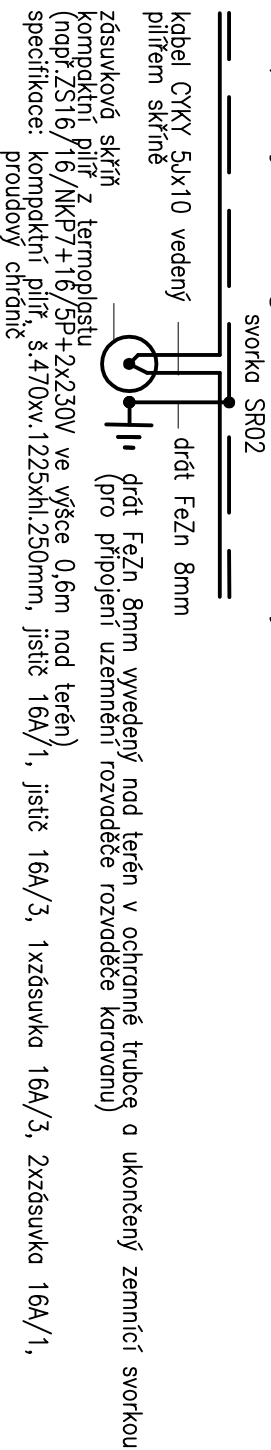 svorka SR02
kabel CYKY 5Jx10 vedený
pilířem skříně
drát FeZn 8mm
drát FeZn 8mm vyvedený nad terén v ochranné trubce a ukončený zemnící svorkou
(pro připojení uzemnění rozvaděče rozvaděče karavanu)
zásuvková skříň
kompaktní pilíř z termoplastu
(např.ZS16/16/NKP7+16/5P+2x230V ve výšce 0,6m nad terén)
specifikace: kompaktní pilíř, š.470xv.1225xhl.250mm, jistič 16A/1, jistič 16A/3, 1xzásuvka 16A/3, 2xzásuvka 16A/1,
proudový chránič